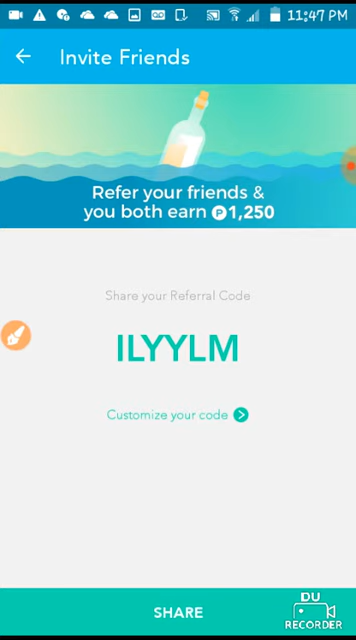 11:47 PM
Invite Friends
Refer your friends &
you both earn P1,250
Share your Referral Code
ILYYLM
Customize your code
SHARE
DU
RECORDER